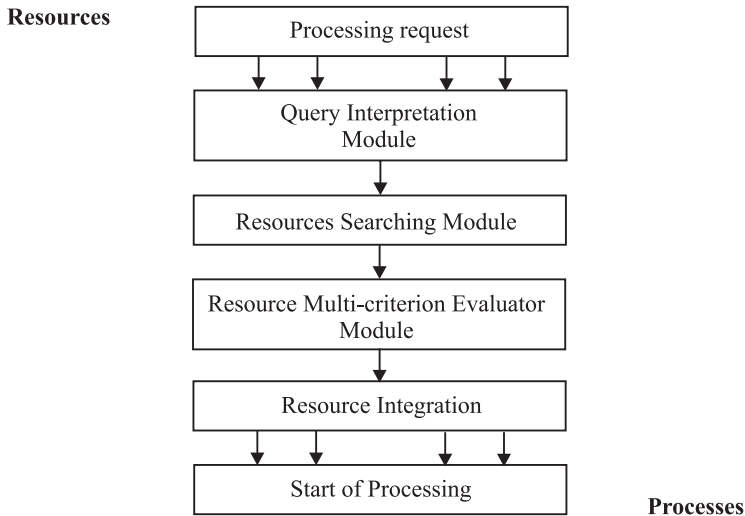 Resources
Processing request
Query Interpretation
Module
Resources Searching Module
Resource Multi-criterion Evaluator
Module
Resource Integration
Start of Processing
Processes